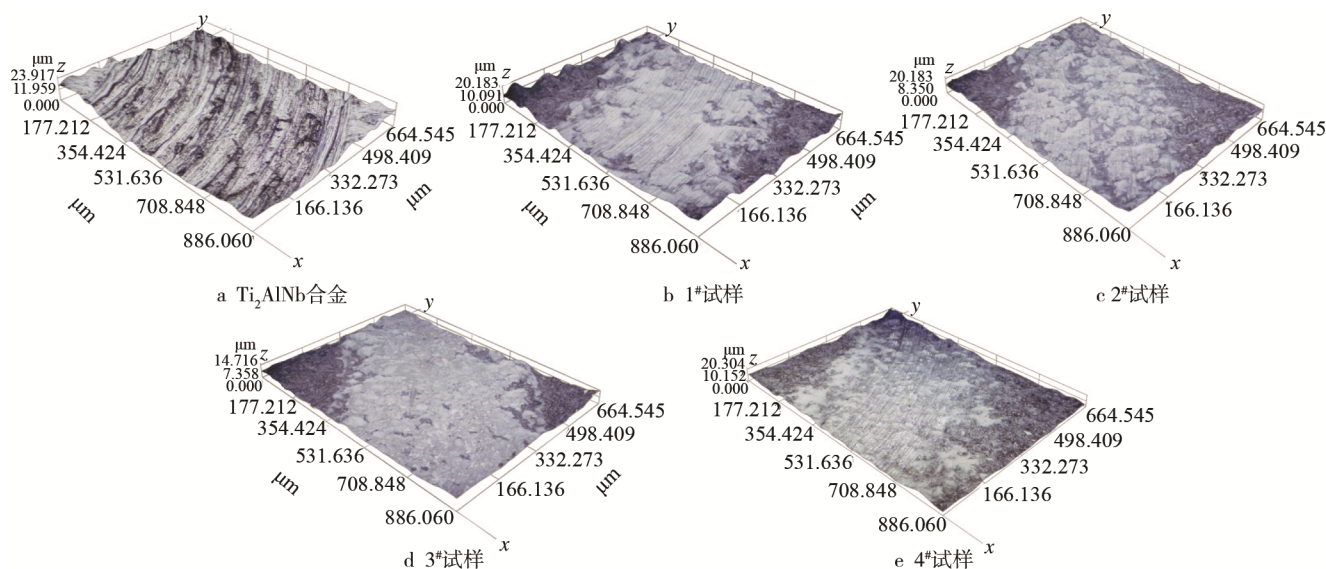 y
μm
z
23.917
11.959
0.000
177.212
354.424
531.636
708.848
886.060
μm
664.545
498.409
332.273
166.136
μm
x
a Ti₂AlNb合金
y
μm
z
20.183
10.091
0.000
177.212
354.424
531.636
708.848
886.060
μm
664.545
498.409
332.273
166.136
μm
x
b 1#试样
y
μm
z
20.183
8.350
0.000
177.212
354.424
531.636
708.848
886.060
664.545
498.409
332.273
166.136
x
c 2#试样
y
μm
z
14.716
7.358
0.000
177.212
354.424
531.636
708.848
886.060
μm
664.545
498.409
332.273
166.136
μm
x
d 3#试样
y
μm
z
20.304
10.152
0.000
177.212
354.424
531.636
708.848
886.060
664.545
498.409
332.273
166.136
x
e 4#试样